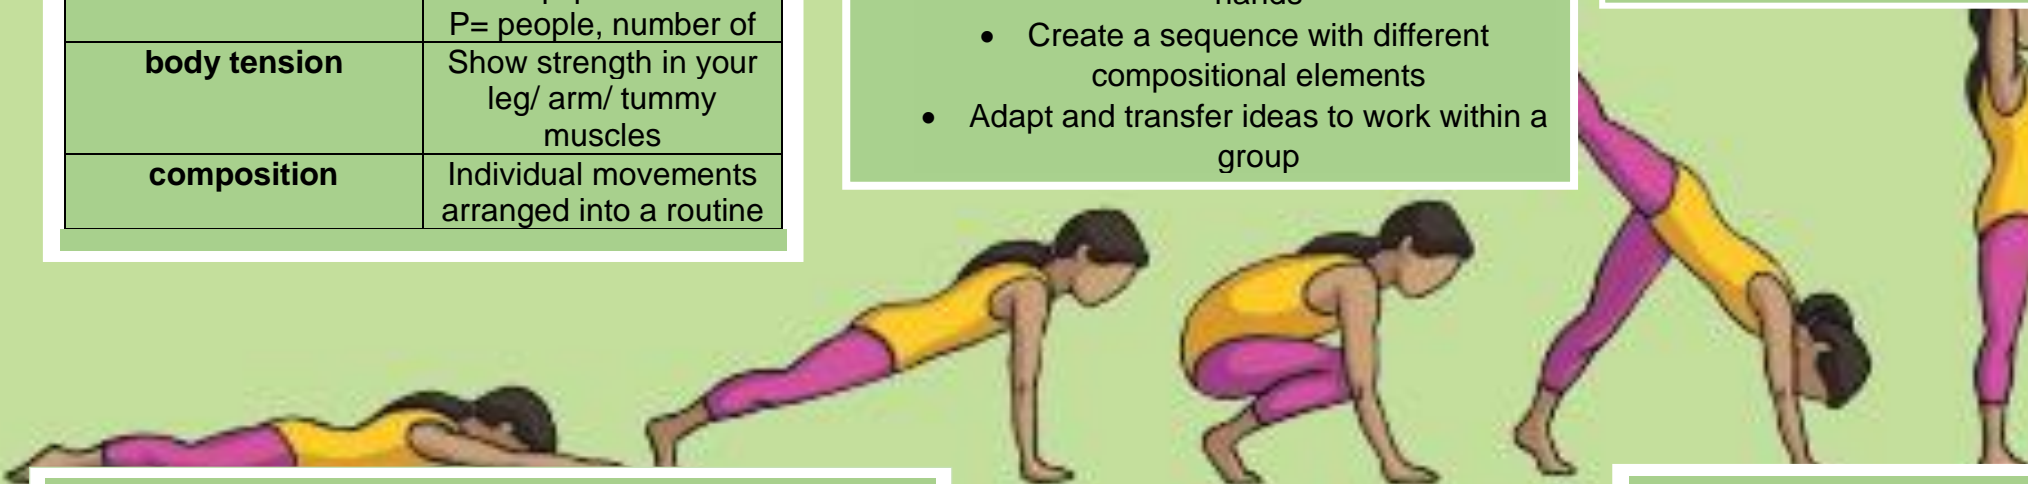 P= people, number of
body tension
Show strength in your
leg/ arm/ tummy
muscles
composition
Individual movements
arranged into a routine
hands
• Create a sequence with different
compositional elements
• Adapt and transfer ideas to work within a
group